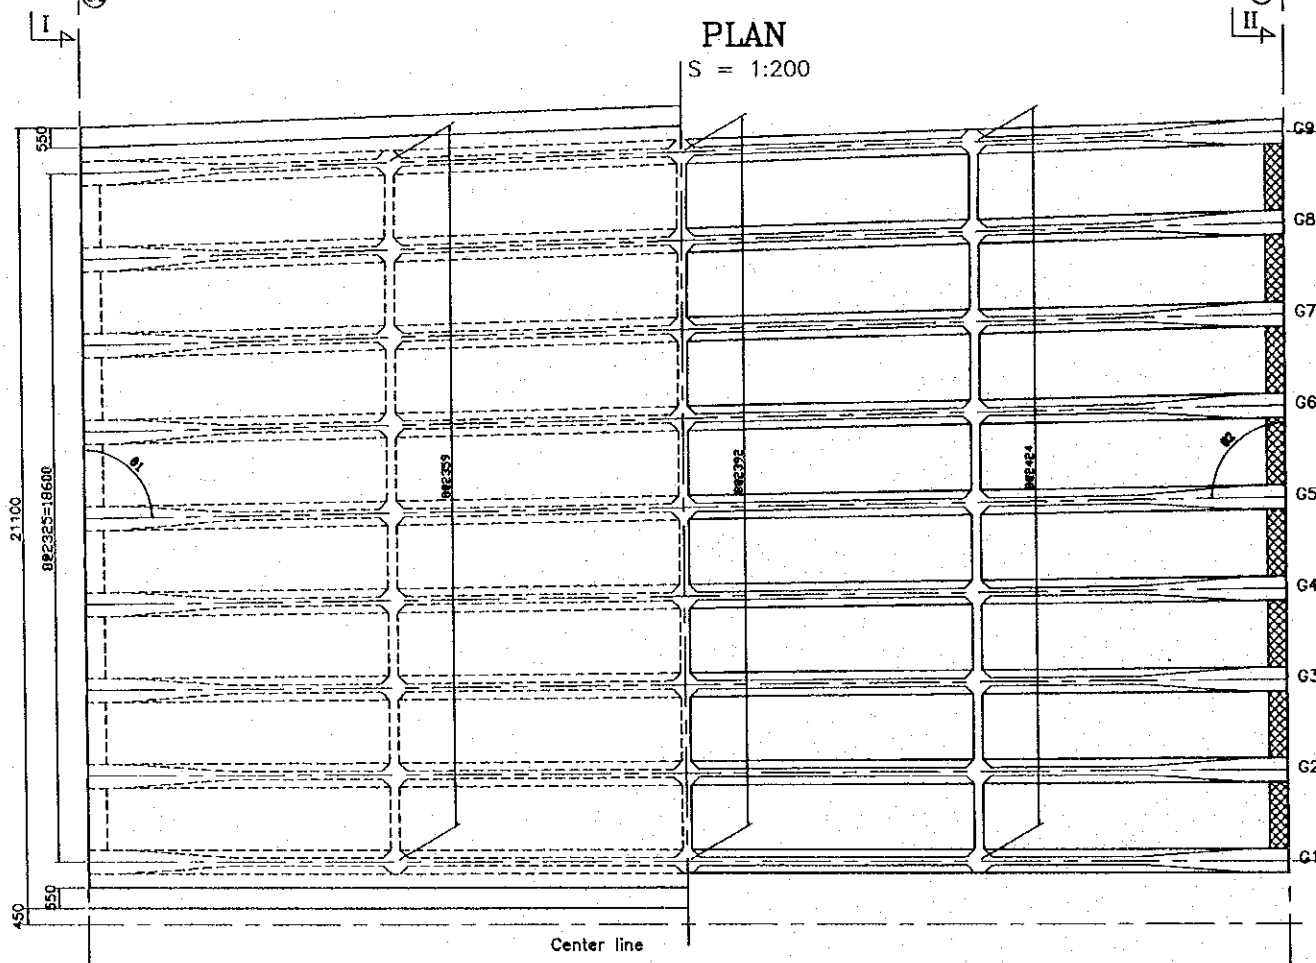 I
II
PLAN
S = 1:200
550
G9
G8
G7
G6
G5
G4
G3
G2
G1
θ1
θ2
8@2359
8@2392
8@2424
21100
8@2325=18600
550
450
Center line